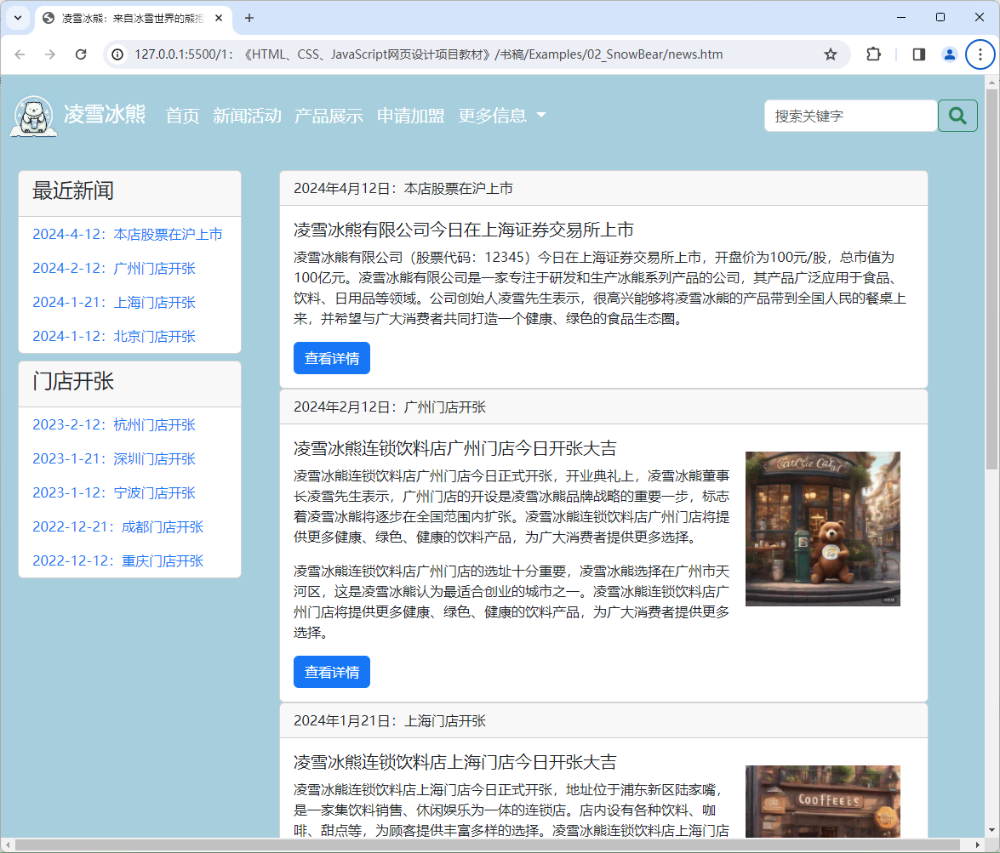 凌雪冰熊：来自冰雪世界的熊抱
127.0.0.1:5500/1：《HTML、CSS、JavaScript网页设计项目教材》/书稿/Examples/02_SnowBear/news.htm
凌雪冰熊 首页 新闻活动 产品展示 申请加盟 更多信息
搜索关键字
最近新闻
2024-4-12：本店股票在沪上市
2024-2-12：广州门店开张
2024-1-21：上海门店开张
2024-1-12：北京门店开张
门店开张
2023-2-12：杭州门店开张
2023-1-21：深圳门店开张
2023-1-12：宁波门店开张
2022-12-21：成都门店开张
2022-12-12：重庆门店开张
2024年4月12日：本店股票在沪上市
凌雪冰熊有限公司今日在上海证券交易所上市
凌雪冰熊有限公司（股票代码：12345）今日在上海证券交易所上市，开盘价为100元/股，总市值为
100亿元。凌雪冰熊有限公司是一家专注于研发和生产冰熊系列产品的公司，其产品广泛应用于食品、
饮料、日用品等领域。公司创始人凌雪先生表示，很高兴能够将凌雪冰熊的产品带到全国人民的餐桌上
来，并希望与广大消费者共同打造一个健康、绿色的食品生态圈。
查看详情
2024年2月12日：广州门店开张
凌雪冰熊连锁饮料店广州门店今日开张大吉
凌雪冰熊连锁饮料店广州门店今日正式开张，开业典礼上，凌雪冰熊董事
长凌雪先生表示，广州门店的开设是凌雪冰熊品牌战略的重要一步，标志
着凌雪冰熊将逐步在全国范围内扩张。凌雪冰熊连锁饮料店广州门店将提
供更多健康、绿色、健康的饮料产品，为广大消费者提供更多选择。
凌雪冰熊连锁饮料店广州门店的选址十分重要，凌雪冰熊选择在广州市天
河区，这是凌雪冰熊认为最适合创业的城市之一。凌雪冰熊连锁饮料店广
州门店将提供更多健康、绿色、健康的饮料产品，为广大消费者提供更多
选择。
查看详情
2024年1月21日：上海门店开张
凌雪冰熊连锁饮料店上海门店今日开张大吉
凌雪冰熊连锁饮料店上海门店今日正式开张，地址位于浦东新区陆家嘴，
是一家集饮料销售、休闲娱乐为一体的连锁店。店内设有各种饮料、咖
啡、甜点等，为顾客提供丰富多样的选择。凌雪冰熊连锁饮料店上海门店
Cooffeets